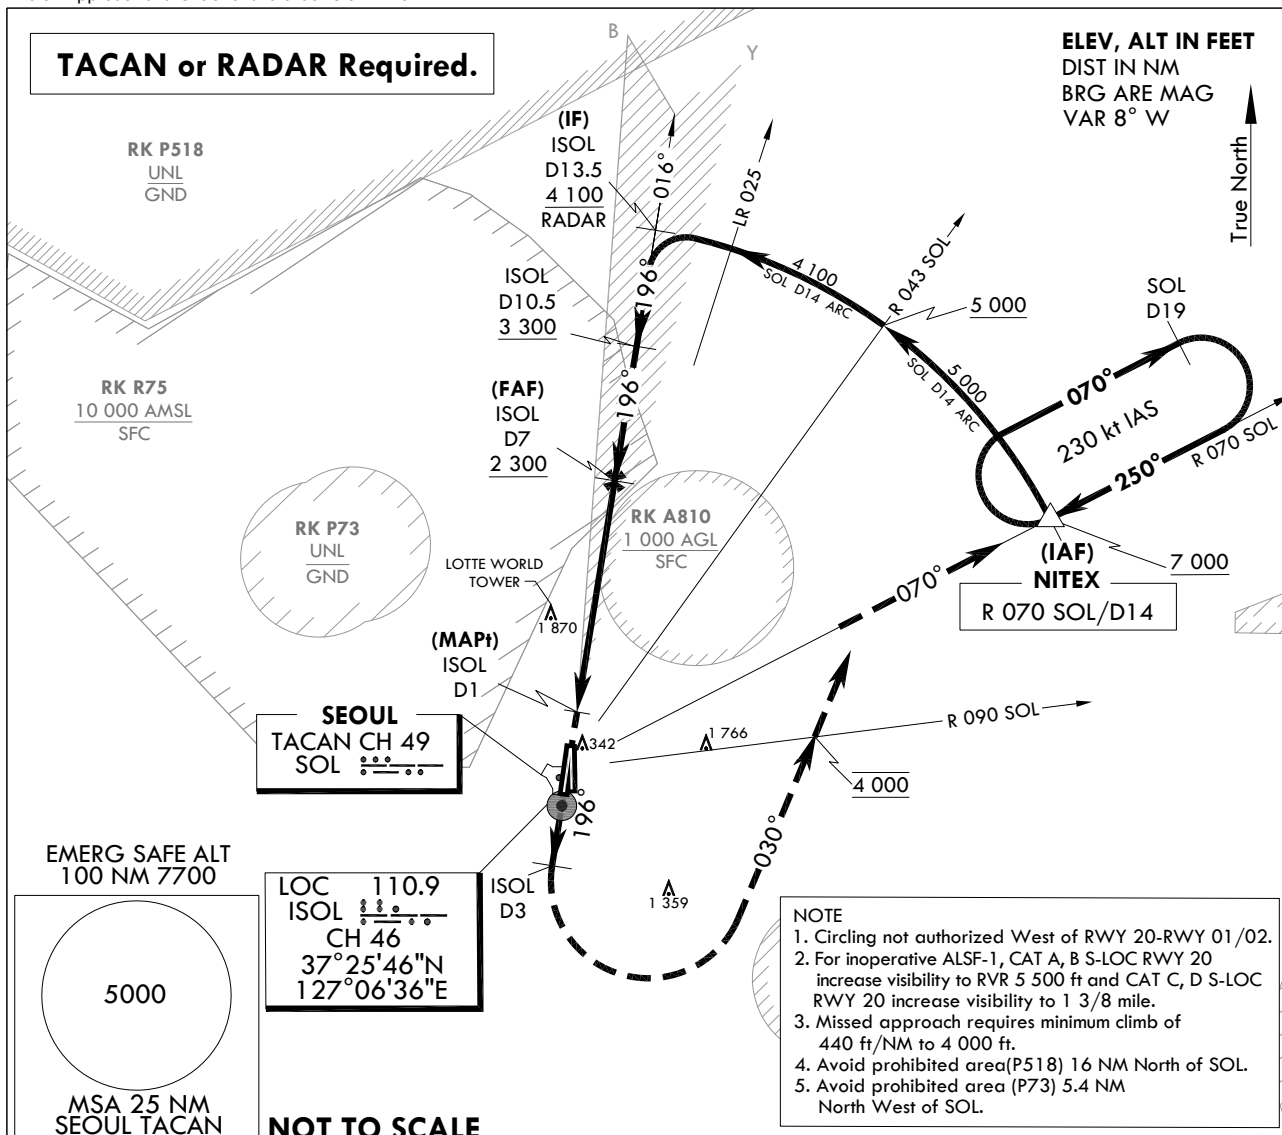 TACAN or RADAR Required.
B
Y
ELEV, ALT IN FEET
DIST IN NM
BRG ARE MAG
VAR 8° W
True North
RK P518
UNL
GND
(IF)
ISOL
D13.5
4 100
RADAR
016°
LR 025
196°
4 100
SOL D14 ARC
R 043 SOL
5 000
SOL
D19
ISOL
D10.5
3 300
196°
5 000
SOL D14 ARC
070°
230 kt IAS
250°
R 070 SOL
RK R75
10 000 AMSL
SFC
(FAF)
ISOL
D7
2 300
RK P73
UNL
GND
RK A810
1 000 AGL
SFC
LOTTE WORLD
TOWER
1 870
070°
(IAF)
NITEX
R 070 SOL/D14
7 000
(MAPt)
ISOL
D1
SEOUL
TACAN CH 49
SOL
342
1 766
R 090 SOL
4 000
196°
030°
EMERG SAFE ALT
100 NM 7700
5000
MSA 25 NM
SEOUL TACAN
LOC 110.9
ISOL
CH 46
37°25'46"N
127°06'36"E
ISOL
D3
1 359
NOTE
1. Circling not authorized West of RWY 20-RWY 01/02.
2. For inoperative ALSF-1, CAT A, B S-LOC RWY 20
increase visibility to RVR 5 500 ft and CAT C, D S-LOC
RWY 20 increase visibility to 1 3/8 mile.
3. Missed approach requires minimum climb of
440 ft/NM to 4 000 ft.
4. Avoid prohibited area(P518) 16 NM North of SOL.
5. Avoid prohibited area (P73) 5.4 NM
North West of SOL.
NOT TO SCALE